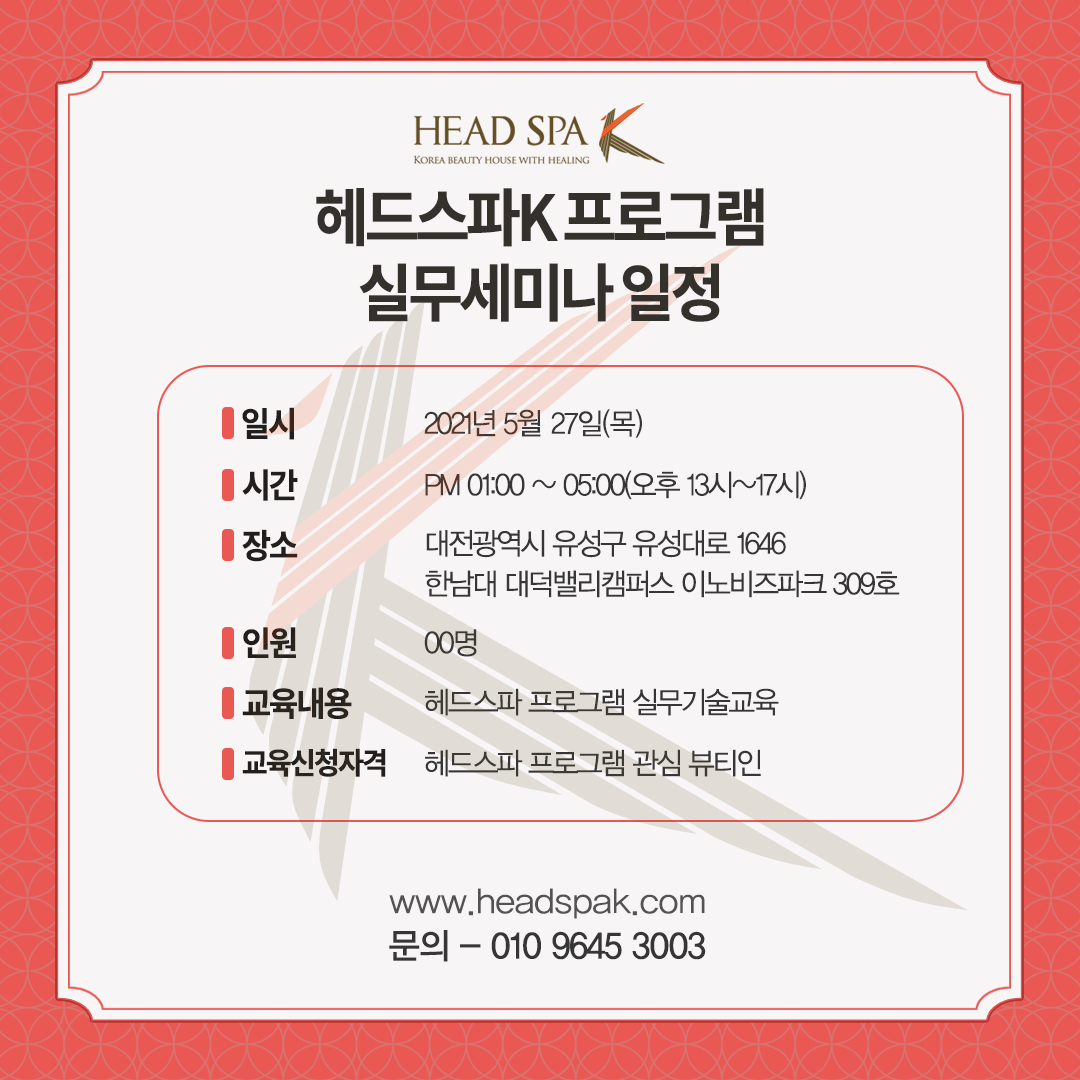 HEAD SPA K
KOREA BEAUTY HOUSE WITH HEALING
헤드스파K 프로그램
실무세미나 일정
일시 2021년 5월 27일(목)
시간 PM 01:00 ~ 05:00(오후 13시~17시)
장소 대전광역시 유성구 유성대로 1646
한남대 대덕밸리캠퍼스 이노비즈파크 309호
인원 00명
교육내용 헤드스파 프로그램 실무기술교육
교육신청자격 헤드스파 프로그램 관심 뷰티인
www.headspak.com
문의 - 010 9645 3003